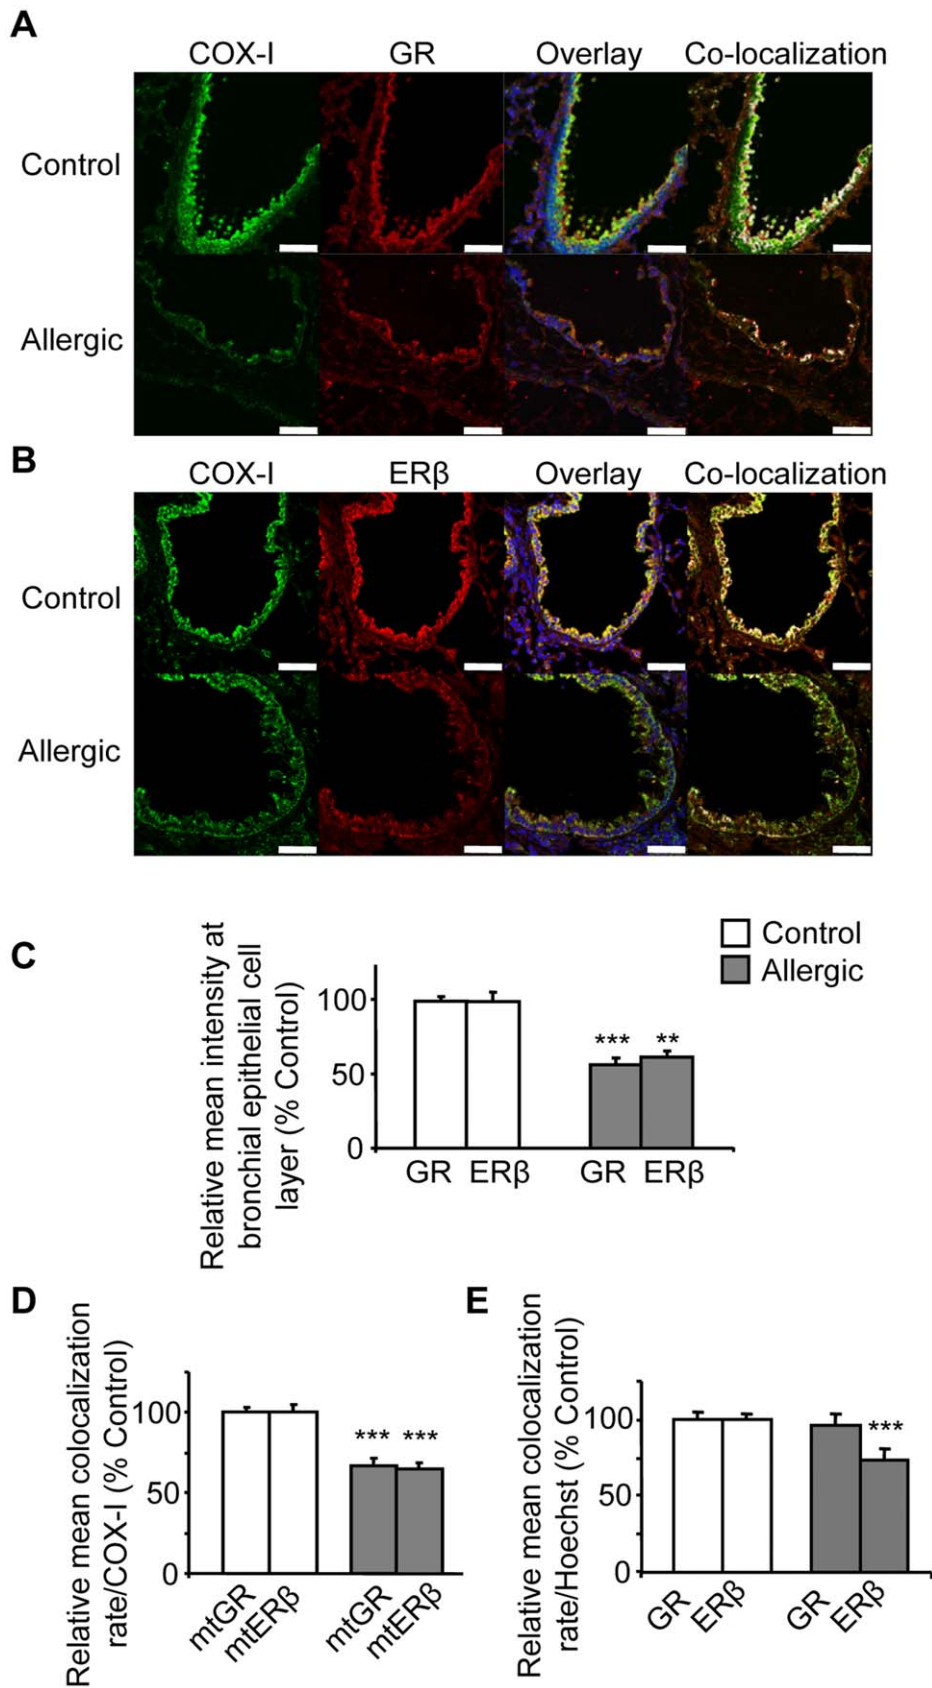 A
COX-I GR Overlay Co-localization
Control
Allergic
B
COX-I ERβ Overlay Co-localization
Control
Allergic
C
Relative mean intensity at
bronchial epithelial cell
layer (% Control)
100
50
0
*** **
GR ERβ GR ERβ
Control
Allergic
D
Relative mean colocalization
rate/COX-I (% Control)
100
50
0
*** ***
mtGR mtERβ mtGR mtERβ
E
Relative mean colocalization
rate/Hoechst (% Control)
100
50
0
***
GR ERβ GR ERβ